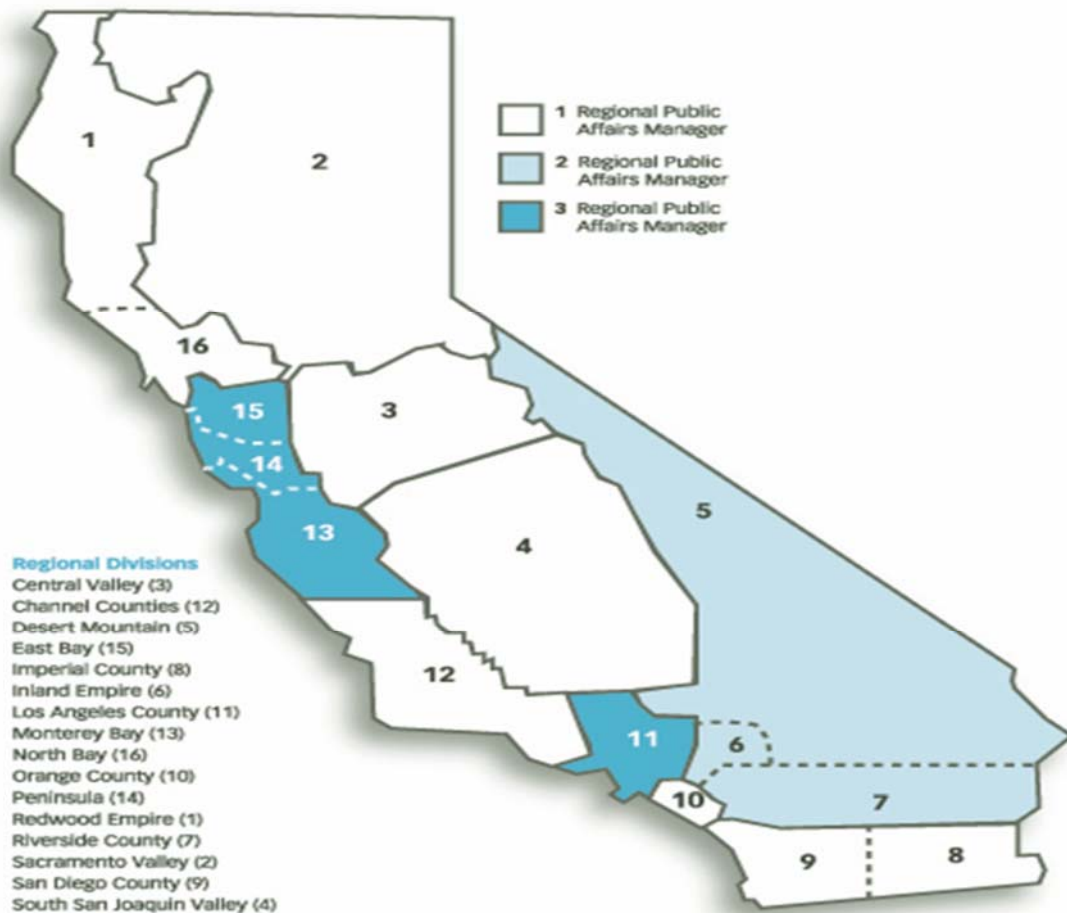 1
2
1 Regional Public
Affairs Manager
2 Regional Public
Affairs Manager
3 Regional Public
Affairs Manager
16
15
3
14
13
5
4
12
11
6
10
7
9
8
Regional Divisions
Central Valley (3)
Channel Counties (12)
Desert Mountain (5)
East Bay (15)
Imperial County (8)
Inland Empire (6)
Los Angeles County (11)
Monterey Bay (13)
North Bay (16)
Orange County (10)
Peninsula (14)
Redwood Empire (1)
Riverside County (7)
Sacramento Valley (2)
San Diego County (9)
South San Joaquin Valley (4)